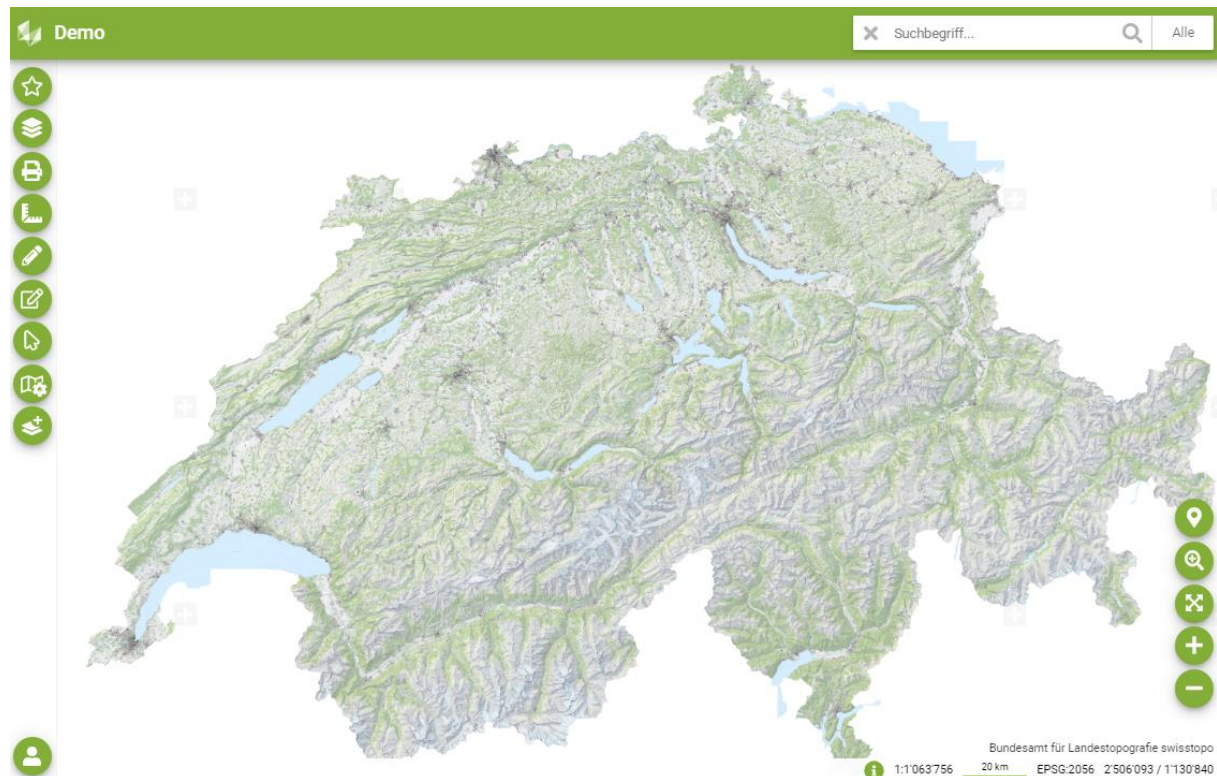 Demo
Suchbegriff...
Alle
Bundesamt für Landestopografie swisstopo
1:1'063'756 20 km EPSG:2056 2'506'093 / 1'130'840